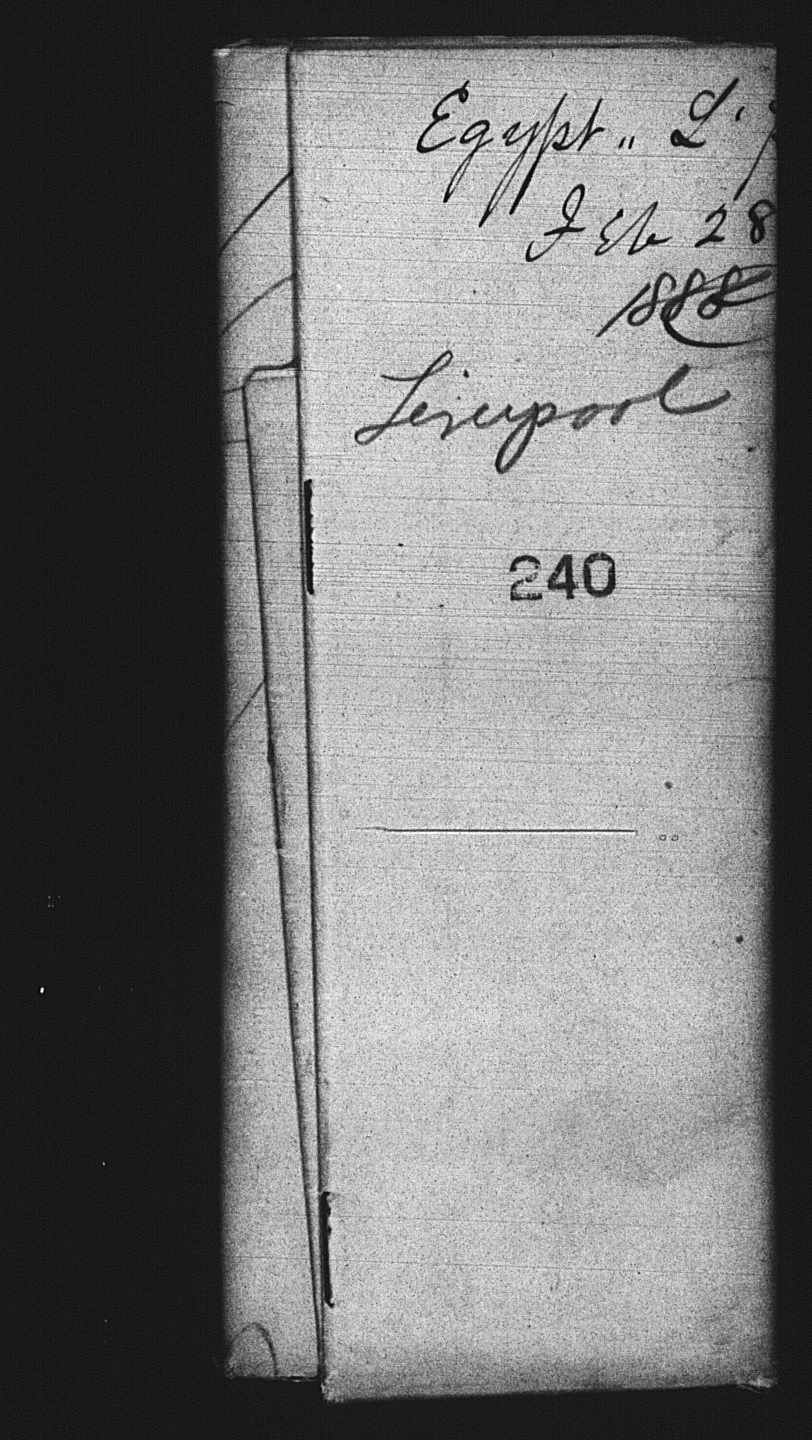 Egypt „ L'p
Feb 28
1888
Liverpool
240